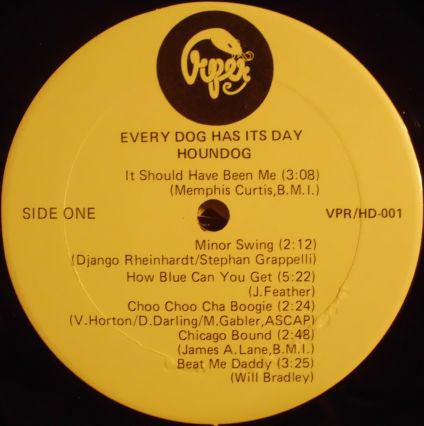 Viper
EVERY DOG HAS ITS DAY
HOUNDOG
It Should Have Been Me (3:08)
(Memphis Curtis,B.M.I.)
SIDE ONE
VPR/HD-001
Minor Swing (2:12)
(Django Rheinhardt/Stephan Grappelli)
How Blue Can You Get (5:22)
(J.Feather)
Choo Choo Cha Boogie (2:24)
(V.Horton/D.Darling/M.Gabler,ASCAP)
Chicago Bound (2:48)
(James A.Lane,B.M.I.)
Beat Me Daddy (3:25)
(Will Bradley)